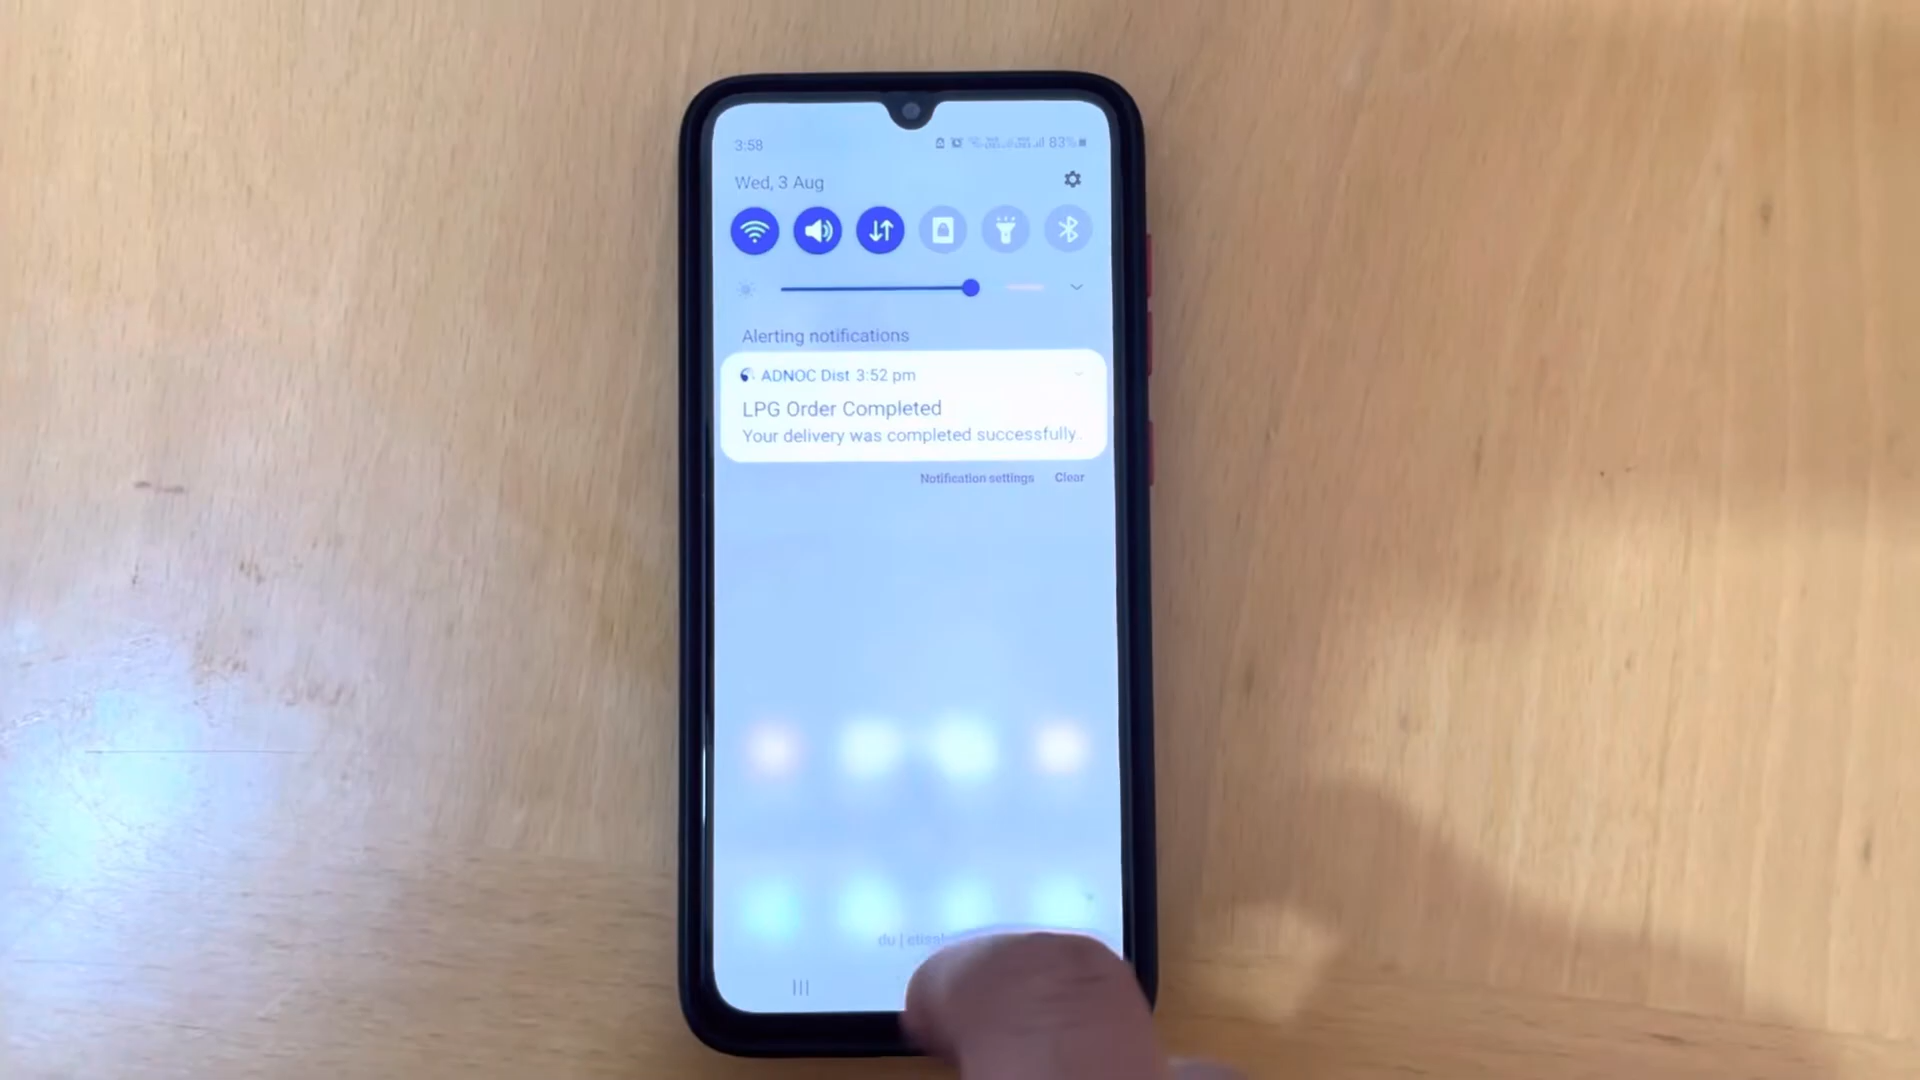 3:58
83%
Wed, 3 Aug
Alerting notifications
ADNOC Dist 3:52 pm
LPG Order Completed
Your delivery was completed successfully.
Notification settings Clear
du |